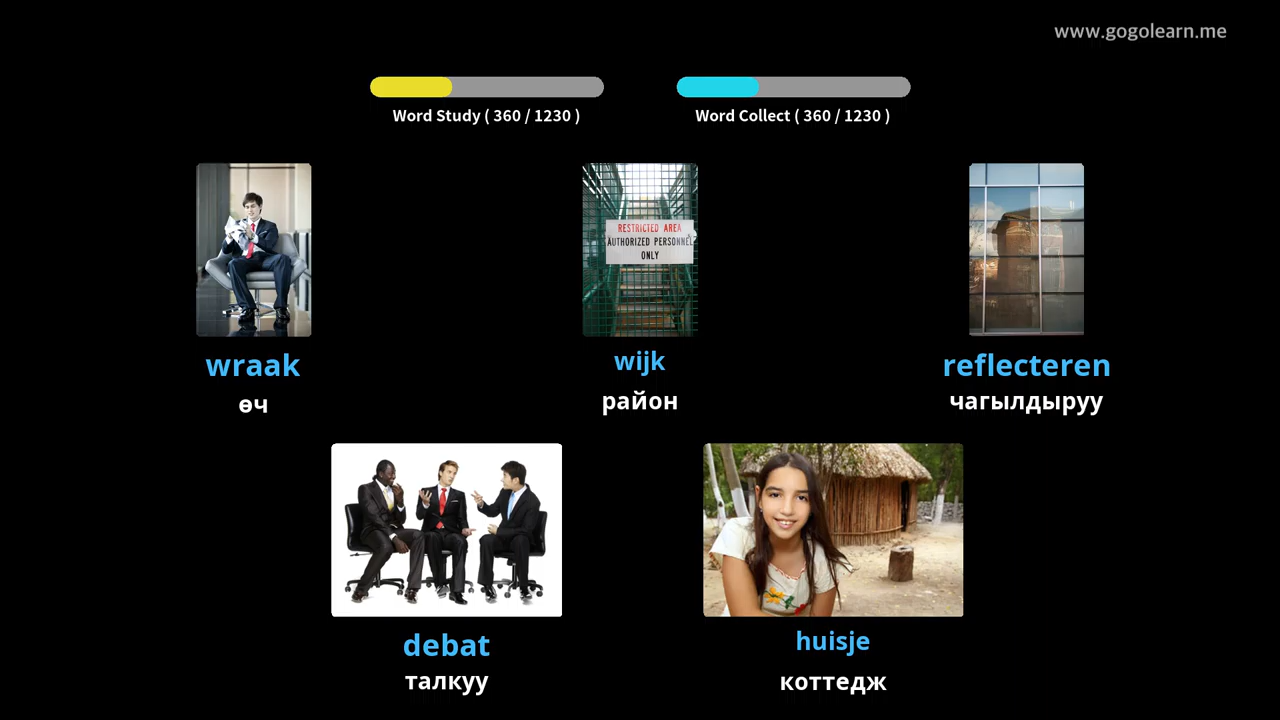 www.gogolearn.me
Word Study ( 360 / 1230 )
Word Collect ( 360 / 1230 )
RESTRICTED AREA
AUTHORIZED PERSONNEL
ONLY
wraak
өч
wijk
район
reflecteren
чагылдыруу
debat
талкуу
huisje
коттедж